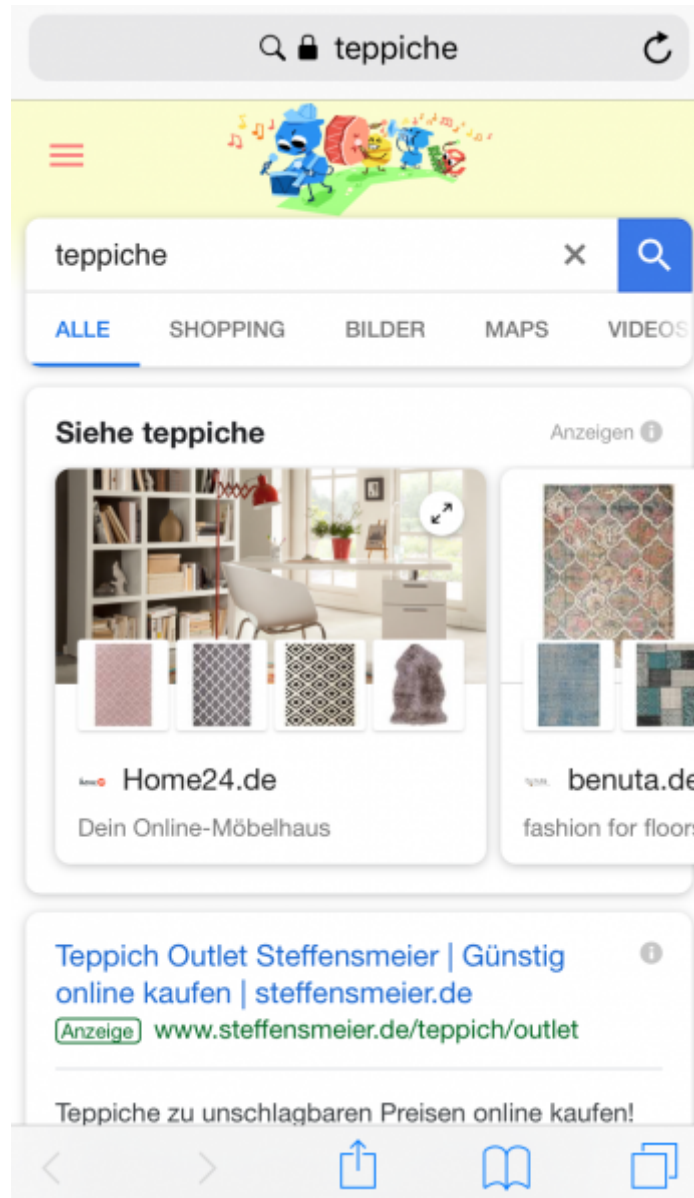 teppiche
teppiche
ALLE SHOPPING BILDER MAPS VIDEOS
Siehe teppiche Anzeigen
Home24.de benuta.de
Dein Online-Möbelhaus fashion for floors
Teppich Outlet Steffensmeier | Günstig
online kaufen | steffensmeier.de
Anzeige www.steffensmeier.de/teppich/outlet
Teppiche zu unschlagbaren Preisen online kaufen!